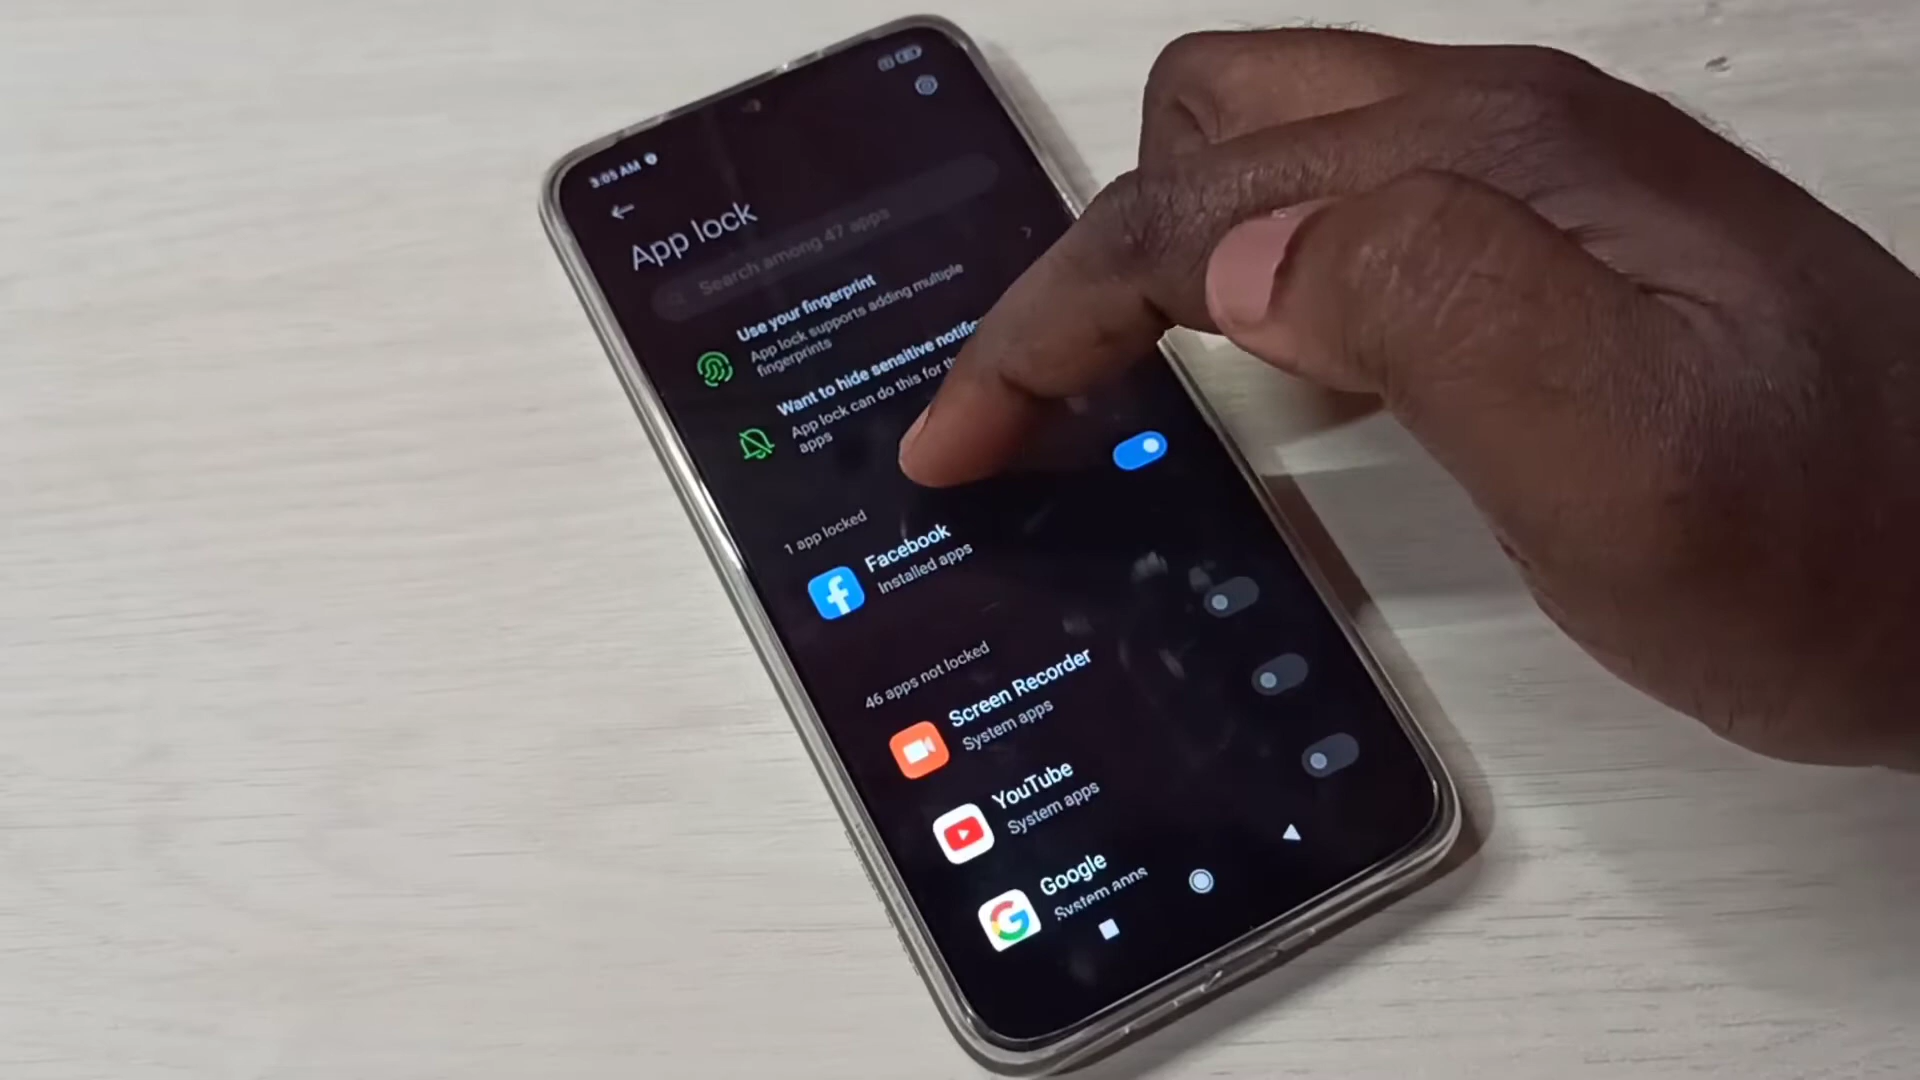 3:05 AM
App lock
Search among 47 apps
Use your fingerprint
App lock supports adding multiple
fingerprints
Want to hide sensitive
App lock can do this for
apps
1 app locked
Facebook
Installed apps
46 apps not locked
Screen Recorder
System apps
YouTube
System apps
Google
System apps